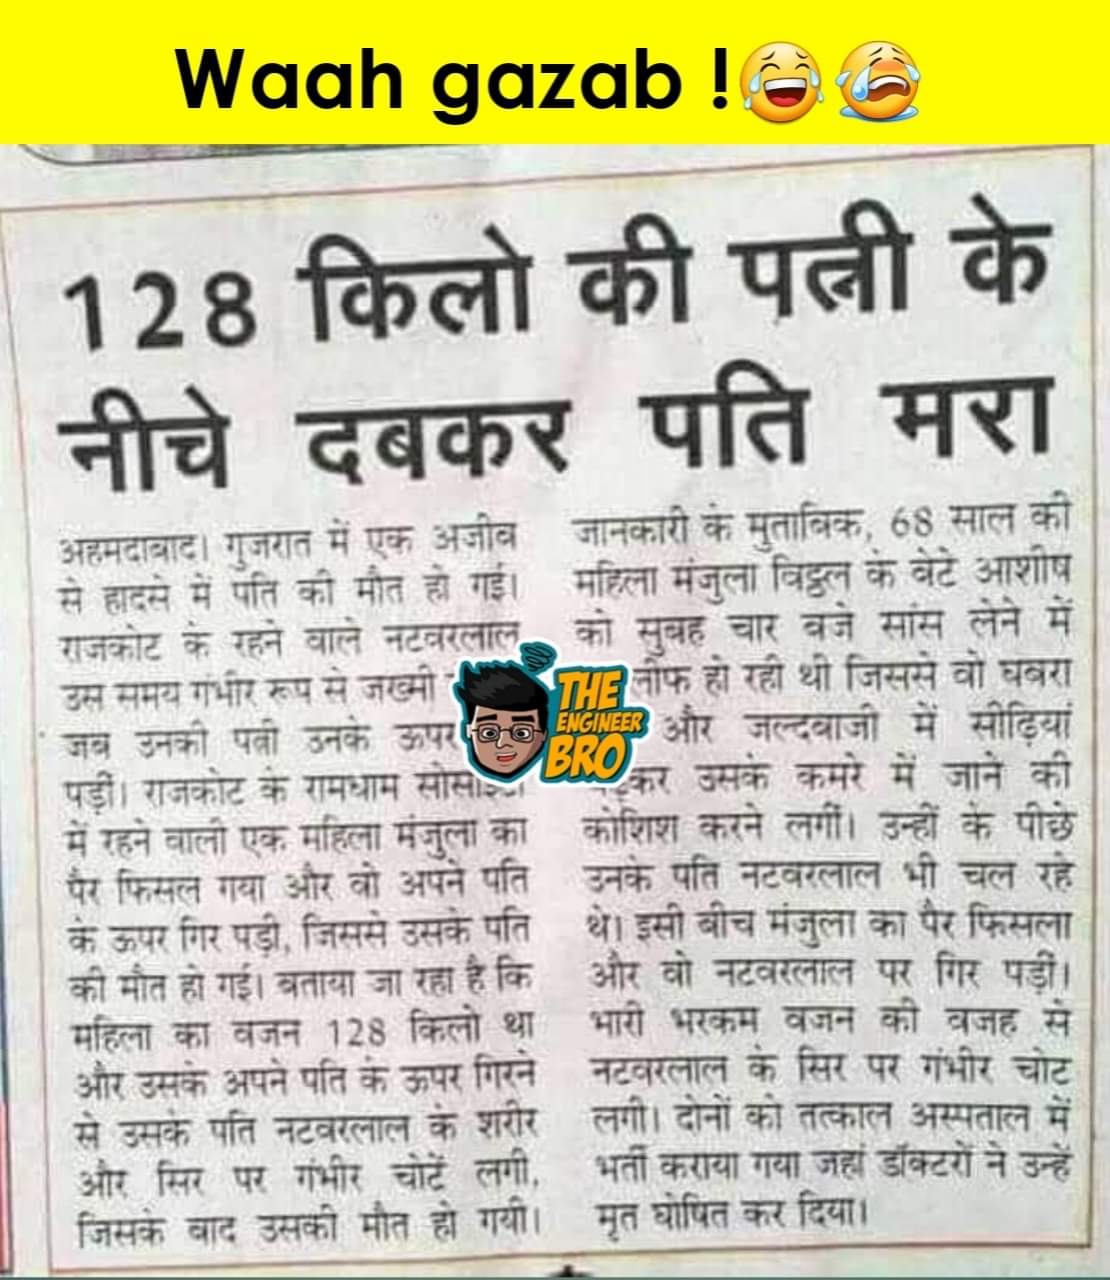 Waah gazab !😂😭
128 किलो की पत्नी के
नीचे दबकर पति मरा
अहमदाबाद। गुजरात में एक अजीब
से हादसे में पति की मौत हो गई।
राजकोट के रहने वाले नटवरलाल
उस समय गंभीर रूप से जख्मी
जब उनकी पत्नी उनके ऊपर
पड़ीं। राजकोट के रामधाम
में रहने वाली एक महिला मंजुला का
पैर फिसल गया और वो अपने पति
के ऊपर गिर पड़ी, जिससे उसके पति
की मौत हो गई। बताया जा रहा है कि
महिला का वजन 128 किलो था
और उसके अपने पति के ऊपर गिरने
से उसके पति नटवरलाल के शरीर
और सिर पर गंभीर चोटें लगी,
जिसके बाद उसकी मौत हो गयी।
जानकारी के मुताबिक, 68 साल की
महिला मंजुला विठ्ठल के बेटे आशीष
को सुबह चार बजे सांस लेने में
हो रही थी जिससे वो घबरा
और जल्दबाजी में सीढ़ियां
उसके कमरे में जाने की
कोशिश करने लगीं। उन्हीं के पीछे
उनके पति नटवरलाल भी चल रहे
थे। इसी बीच मंजुला का पैर फिसला
और वो नटवरलाल पर गिर पड़ीं।
भारी भरकम वजन की वजह से
नटवरलाल के सिर पर गंभीर चोट
लगी। दोनों को तत्काल अस्पताल में
भर्ती कराया गया जहां डॉक्टरों ने उन्हें
मृत घोषित कर दिया।
THE
ENGINEER
BRO